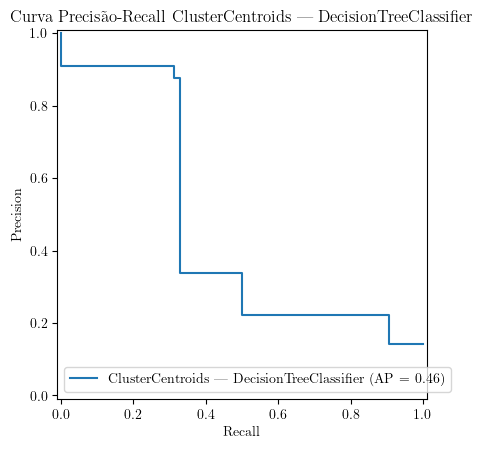 Curva Precisão-Recall ClusterCentroids — DecisionTreeClassifier
1.0
0.8
0.6
0.4
0.2
0.0
Precision
ClusterCentroids — DecisionTreeClassifier (AP = 0.46)
0.0 0.2 0.4 0.6 0.8 1.0
Recall